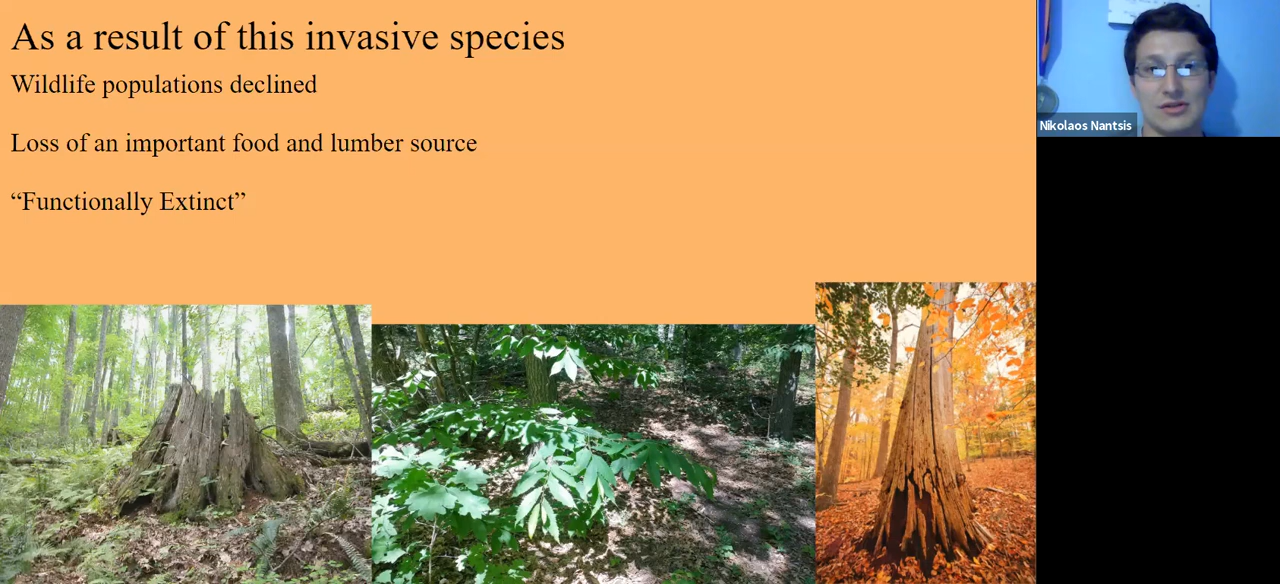 As a result of this invasive species
Wildlife populations declined
Loss of an important food and lumber source
“Functionally Extinct”
Nikolaos Nantsis